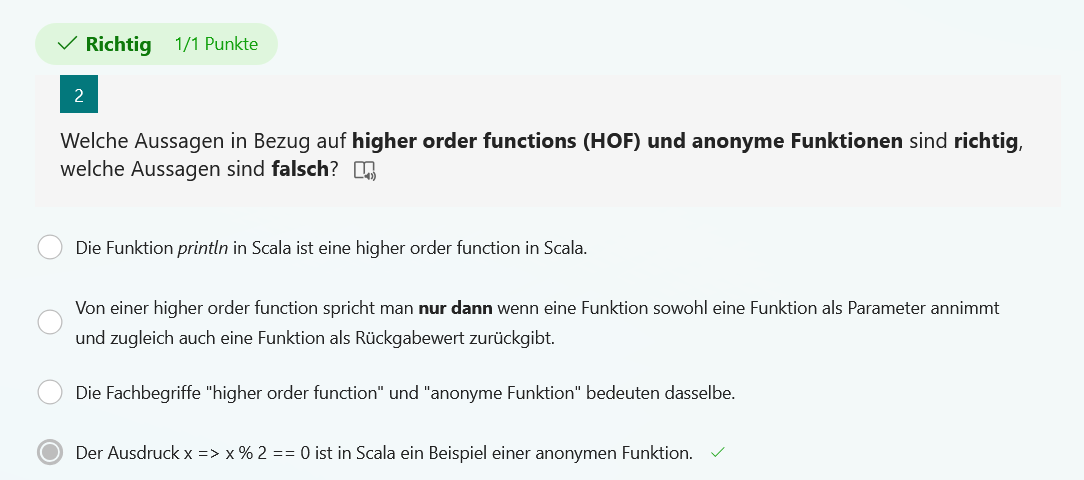 Richtig 1/1 Punkte
2
Welche Aussagen in Bezug auf higher order functions (HOF) und anonyme Funktionen sind richtig,
welche Aussagen sind falsch?
Die Funktion println in Scala ist eine higher order function in Scala.
Von einer higher order function spricht man nur dann wenn eine Funktion sowohl eine Funktion als Parameter annimmt
und zugleich auch eine Funktion als Rückgabewert zurückgibt.
Die Fachbegriffe "higher order function" und "anonyme Funktion" bedeuten dasselbe.
Der Ausdruck x => x % 2 == 0 ist in Scala ein Beispiel einer anonymen Funktion.